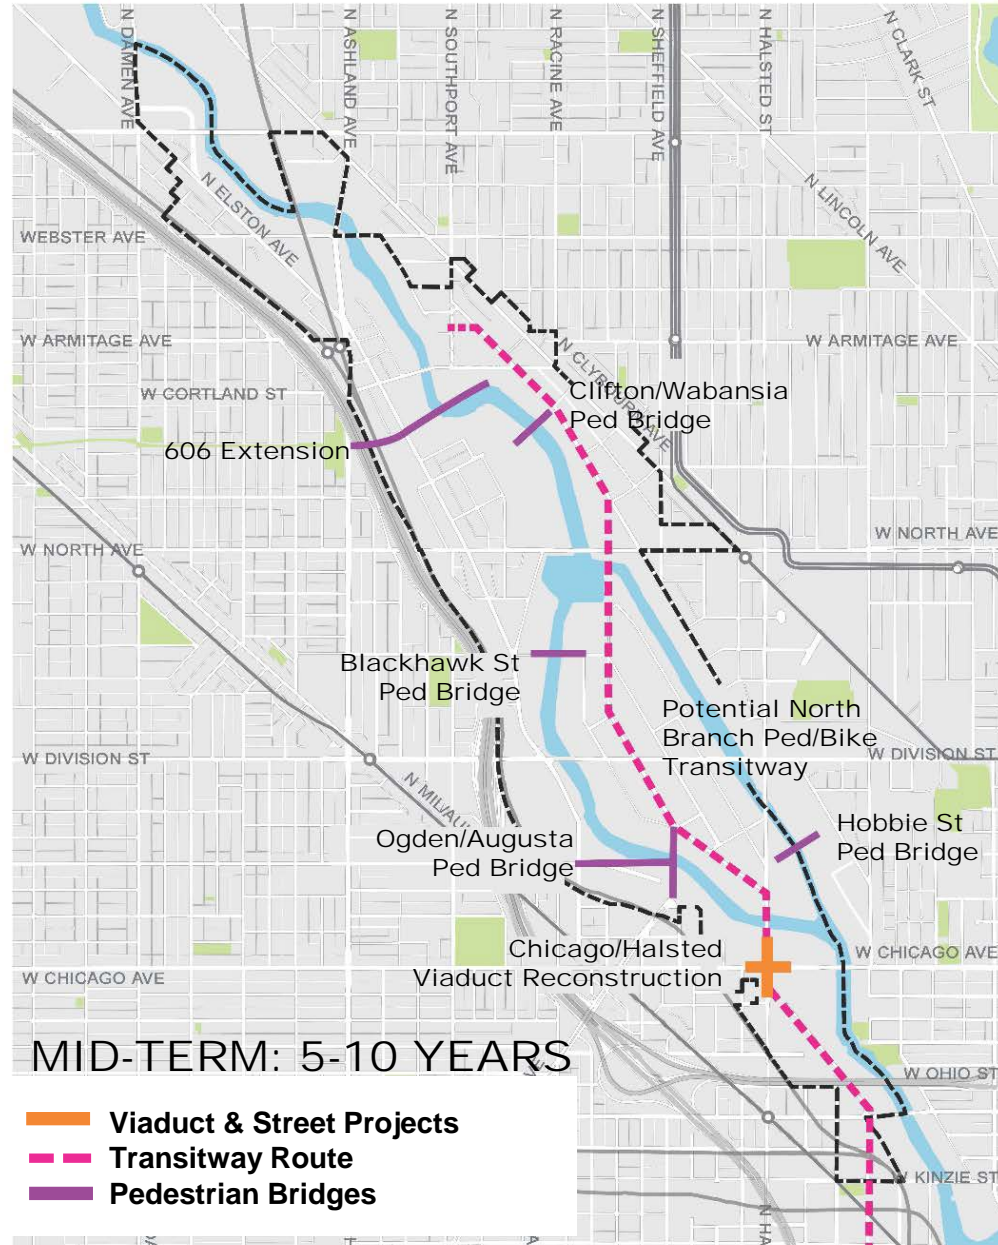 N DAMEN AVE
N ASHLAND AVE
N SOUTHPORT AVE
N RACINE AVE
N SHEFFIELD AVE
N HALSTED ST
N CLARK ST
N ELSTON AVE
N LINCOLN AVE
WEBSTER AVE
W ARMITAGE AVE
W ARMITAGE AVE
N CLYBOURN AVE
W CORTLAND ST
Clifton/Wabansia
Ped Bridge
606 Extension
W NORTH AVE
W NORTH AVE
Blackhawk St
Ped Bridge
Potential North
Branch Ped/Bike
Transitway
W DIVISION ST
W DIVISION ST
N MILWAU
Ogden/Augusta
Ped Bridge
Hobbie St
Ped Bridge
Chicago/Halsted
Viaduct Reconstruction
W CHICAGO AVE
W CHICAGO AVE
MID-TERM: 5-10 YEARS
W OHIO ST
Viaduct & Street Projects
Transitway Route
Pedestrian Bridges
W KINZIE ST
N HA